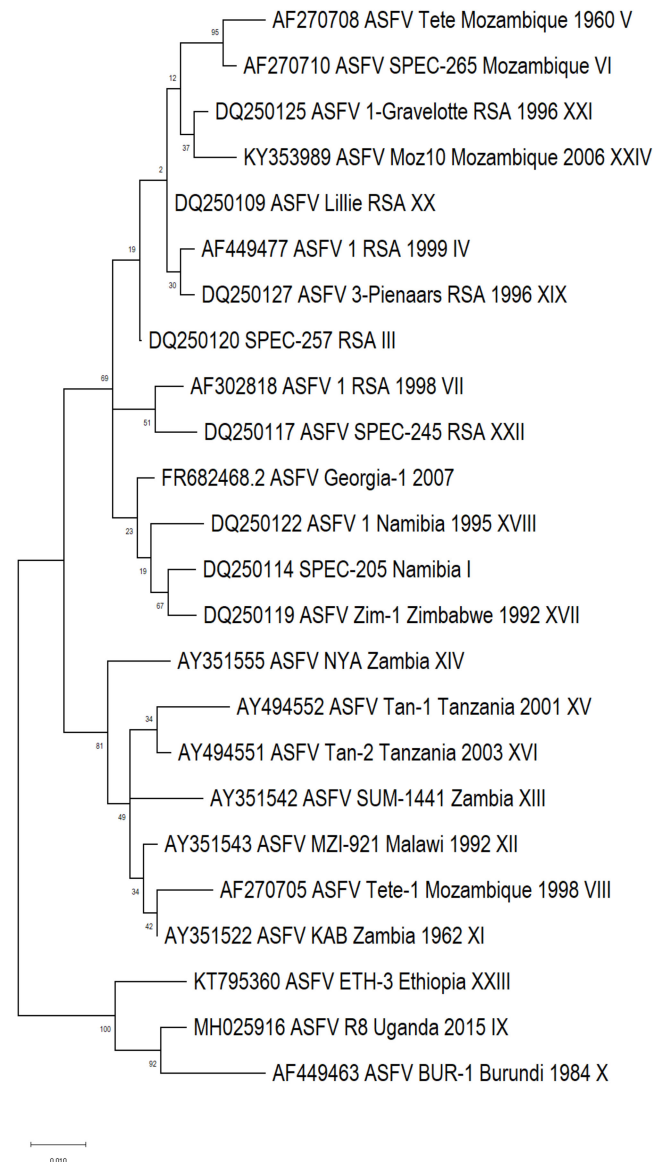 AF270708 ASFV Tete Mozambique 1960 V
95
AF270710 ASFV SPEC-265 Mozambique VI
12
DQ250125 ASFV 1-Gravelotte RSA 1996 XXI
37
KY353989 ASFV Moz10 Mozambique 2006 XXIV
2
DQ250109 ASFV Lillie RSA XX
19
AF449477 ASFV 1 RSA 1999 IV
30
DQ250127 ASFV 3-Pienaars RSA 1996 XIX
DQ250120 SPEC-257 RSA III
69
AF302818 ASFV 1 RSA 1998 VII
51
DQ250117 ASFV SPEC-245 RSA XXII
FR682468.2 ASFV Georgia-1 2007
23
DQ250122 ASFV 1 Namibia 1995 XVIII
19
DQ250114 SPEC-205 Namibia I
67
DQ250119 ASFV Zim-1 Zimbabwe 1992 XVII
AY351555 ASFV NYA Zambia XIV
81
AY494552 ASFV Tan-1 Tanzania 2001 XV
34
AY494551 ASFV Tan-2 Tanzania 2003 XVI
AY351542 ASFV SUM-1441 Zambia XIII
49
AY351543 ASFV MZI-921 Malawi 1992 XII
34
AF270705 ASFV Tete-1 Mozambique 1998 VIII
42
AY351522 ASFV KAB Zambia 1962 XI
KT795360 ASFV ETH-3 Ethiopia XXIII
100
MH025916 ASFV R8 Uganda 2015 IX
92
AF449463 ASFV BUR-1 Burundi 1984 X
0.010